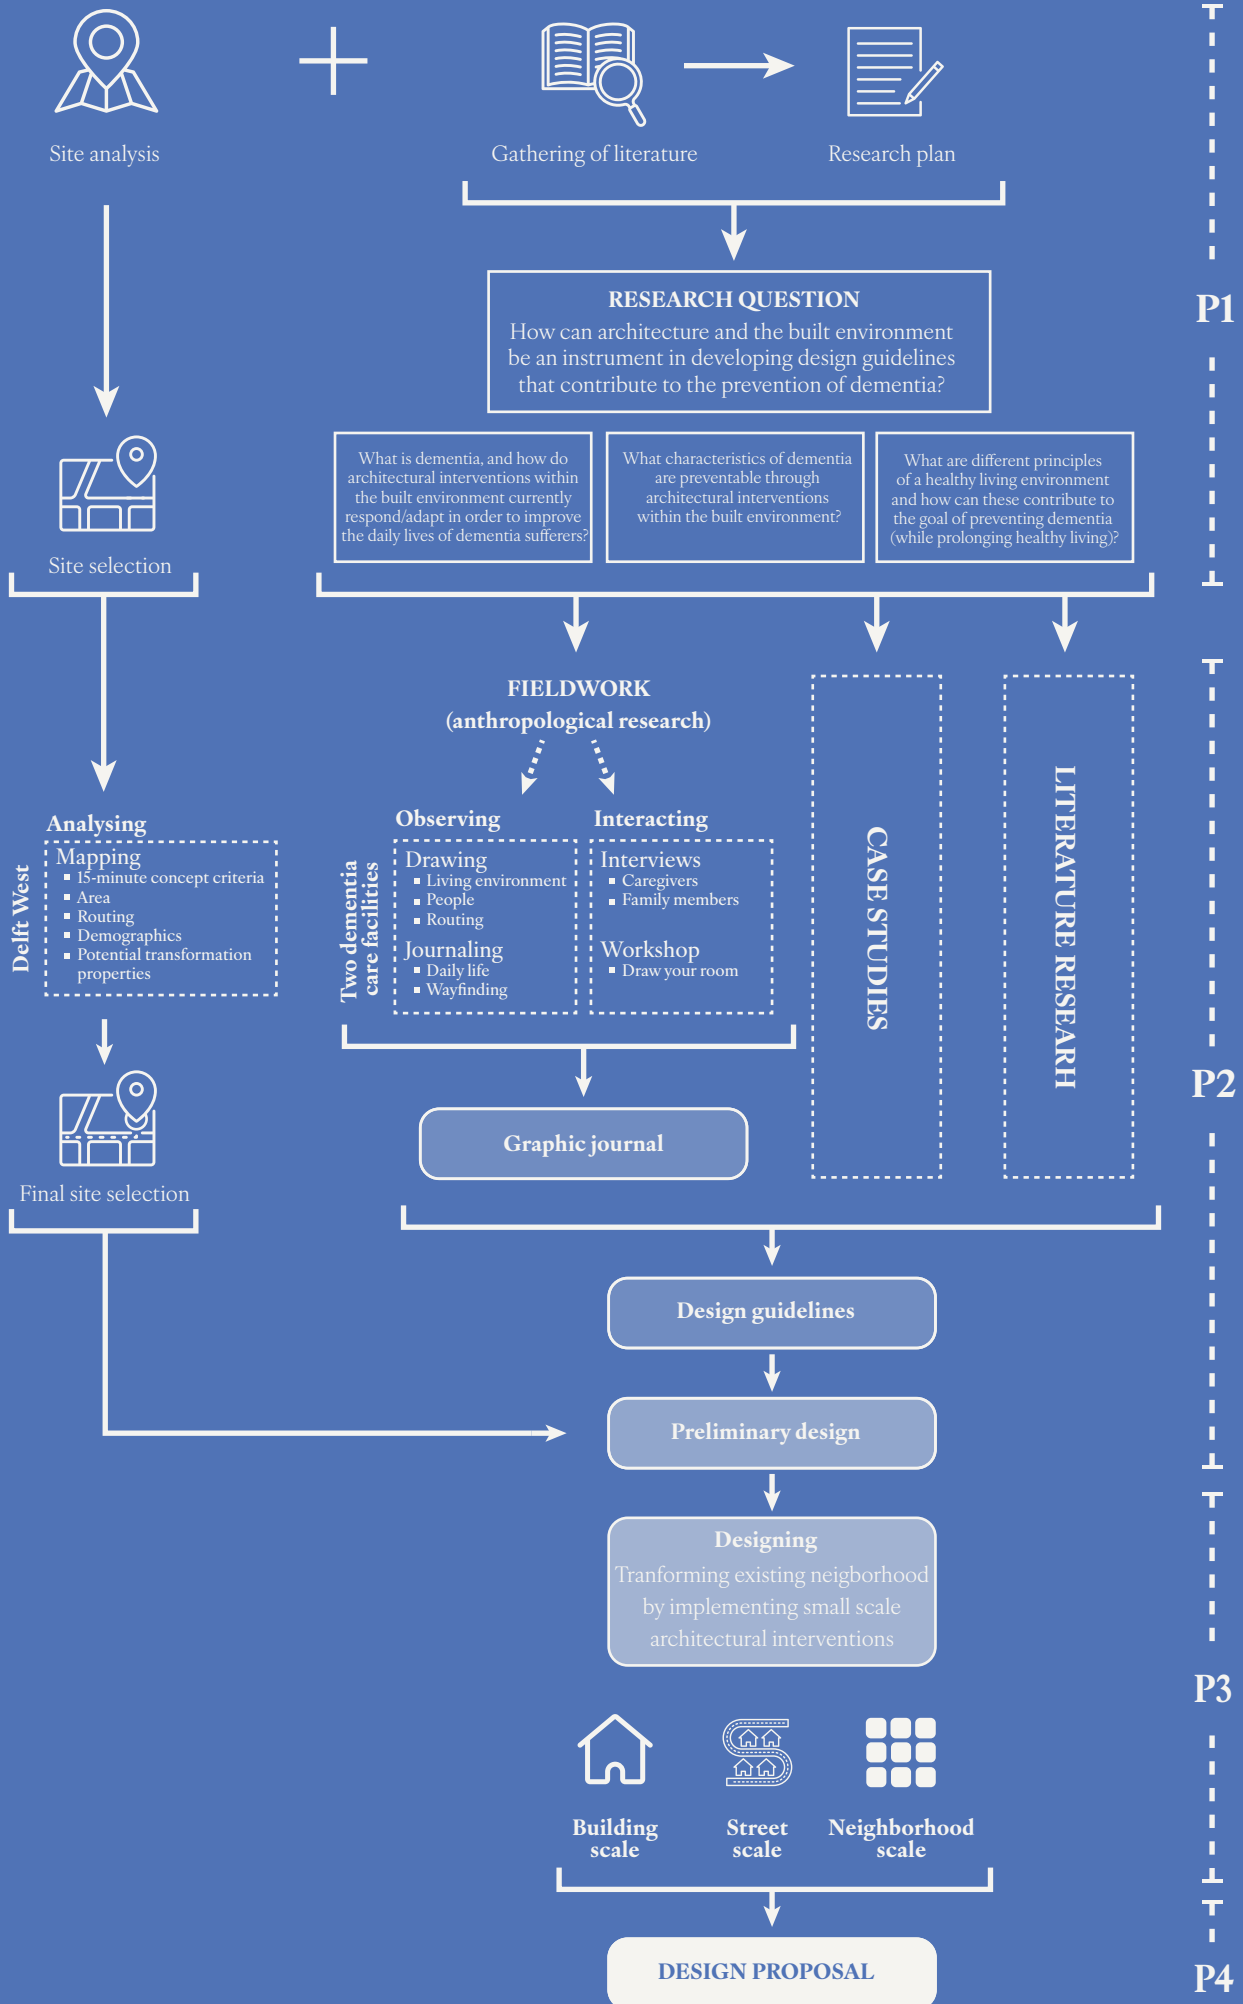 Site analysis
Gathering of literature
Research plan
P1
RESEARCH QUESTION
How can architecture and the built environment
be an instrument in developing design guidelines
that contribute to the prevention of dementia?
What is dementia, and how do
architectural interventions within
the built environment currently
respond/adapt in order to improve
the daily lives of dementia sufferers?
What characteristics of dementia
are preventable through
architectural interventions
within the built environment?
What are different principles
of a healthy living environment
and how can these contribute to
the goal of preventing dementia
(while prolonging healthy living)?
Site selection
FIELDWORK
(anthropological research)
Analysing
Delft West
Mapping
15-minute concept criteria
Area
Routing
Demographics
Potential transformation
properties
Two dementia
care facilities
Observing
Drawing
Living environment
People
Routing
Journaling
Daily life
Wayfinding
Interacting
Interviews
Caregivers
Family members
Workshop
Draw your room
CASE STUDIES
LITERATURE RESEARH
P2
Graphic journal
Final site selection
Design guidelines
Preliminary design
Designing
Tranforming existing neigborhood
by implementing small scale
architectural interventions
P3
Building
scale
Street
scale
Neighborhood
scale
DESIGN PROPOSAL
P4